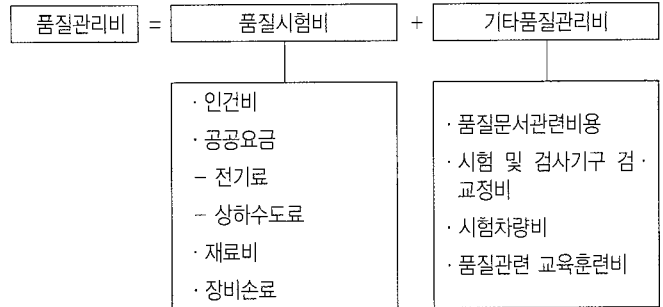 품질관리비 = 품질시험비 + 기타품질관리비
· 인건비
· 공공요금
- 전기료
- 상하수도료
· 재료비
· 장비손료
· 품질문서관련비용
· 시험 및 검사기구 검·
교정비
· 시험차량비
· 품질관련 교육훈련비